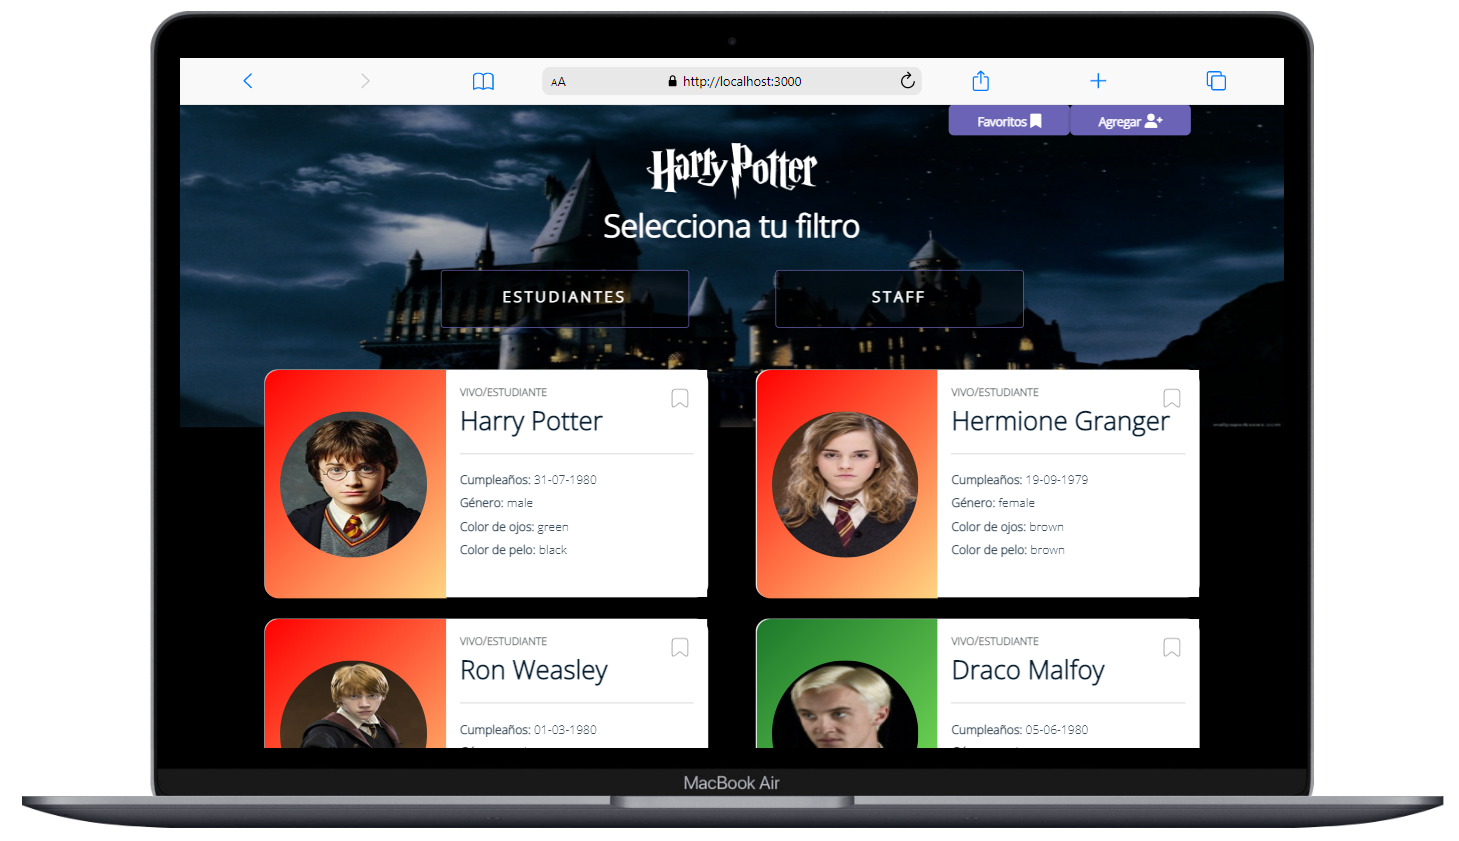 AA http://localhost:3000
Favoritos Agregar
Harry Potter
Selecciona tu filtro
ESTUDIANTES STAFF
VIVO/ESTUDIANTE
Harry Potter
Cumpleaños: 31-07-1980
Género: male
Color de ojos: green
Color de pelo: black
VIVO/ESTUDIANTE
Hermione Granger
Cumpleaños: 19-09-1979
Género: female
Color de ojos: brown
Color de pelo: brown
VIVO/ESTUDIANTE
Ron Weasley
Cumpleaños: 01-03-1980
VIVO/ESTUDIANTE
Draco Malfoy
Cumpleaños: 05-06-1980
MacBook Air